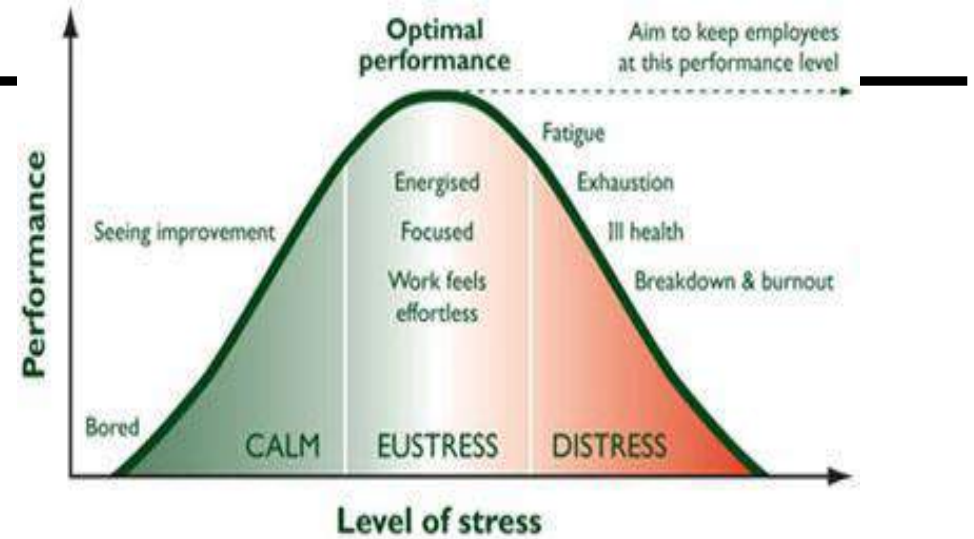 Optimal
performance
Aim to keep employees
at this performance level
Performance
Fatigue
Energised
Exhaustion
Seeing improvement
Focused
Ill health
Work feels
effortless
Breakdown & burnout
Bored
CALM
EUSTRESS
DISTRESS
Level of stress